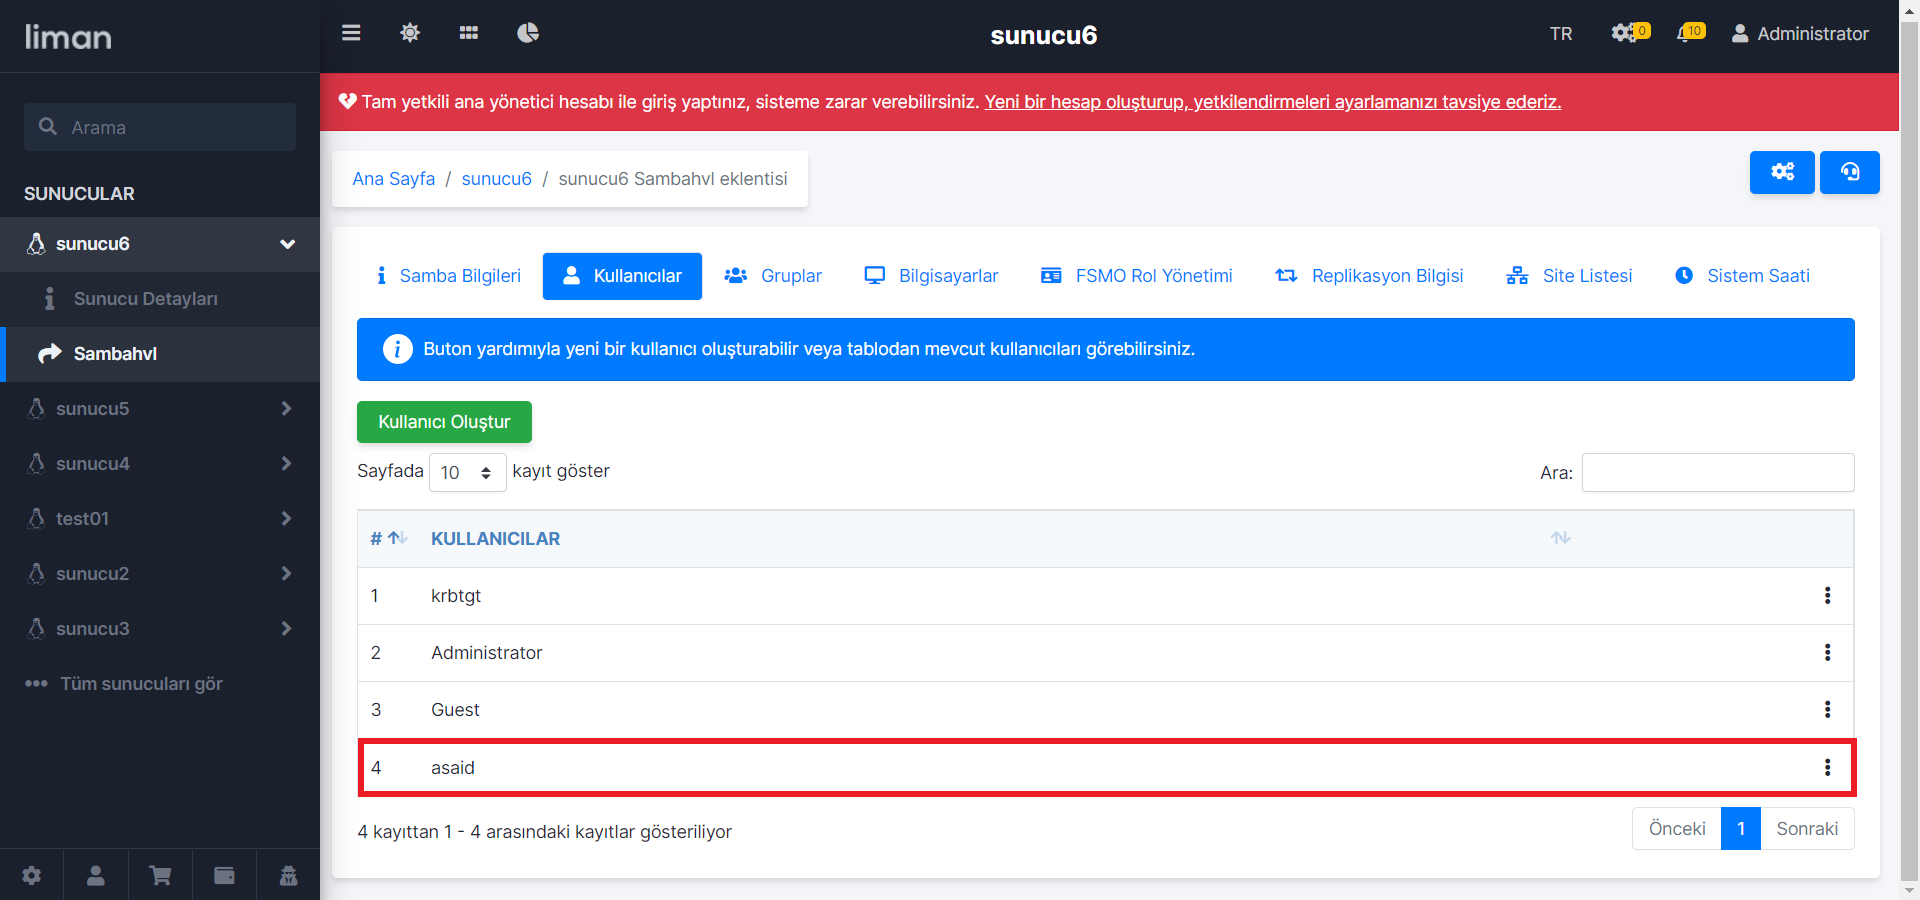 liman
sunucu6
TR
0
10
Administrator
Tam yetkili ana yönetici hesabı ile giriş yaptınız, sisteme zarar verebilirsiniz. Yeni bir hesap oluşturup, yetkilendirmeleri ayarlamanızı tavsiye ederiz.
Arama
SUNUCULAR
sunucu6
Sunucu Detayları
Sambahvl
sunucu5
sunucu4
test01
sunucu2
sunucu3
Tüm sunucuları gör
Ana Sayfa / sunucu6 / sunucu6 Sambahvl eklentisi
Samba Bilgileri
Kullanıcılar
Gruplar
Bilgisayarlar
FSMO Rol Yönetimi
Replikasyon Bilgisi
Site Listesi
Sistem Saati
Buton yardımıyla yeni bir kullanıcı oluşturabilir veya tablodan mevcut kullanıcıları görebilirsiniz.
Kullanıcı Oluştur
Sayfada 10 kayıt göster
Ara:
# KULLANICILAR
1 krbtgt
2 Administrator
3 Guest
4 asaid
4 kayıttan 1 - 4 arasındaki kayıtlar gösteriliyor
Önceki 1 Sonraki